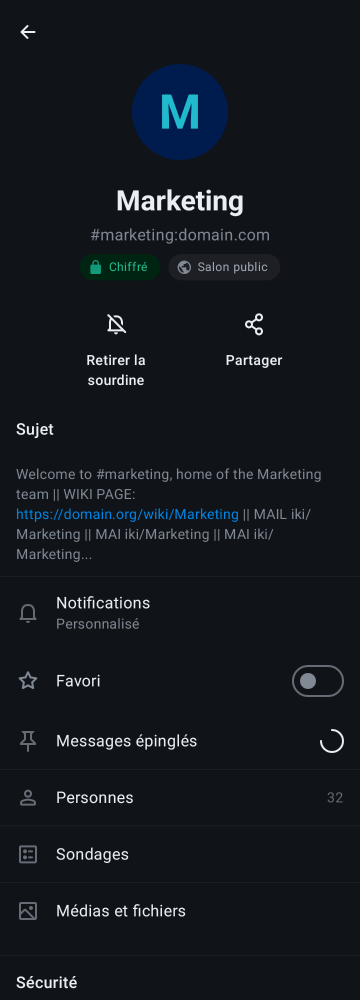 M
Marketing
#marketing:domain.com
Chiffré
Salon public
Retirer la
sourdine
Partager
Sujet
Welcome to #marketing, home of the Marketing
team || WIKI PAGE:
https://domain.org/wiki/Marketing || MAIL iki/
Marketing || MAI iki/Marketing || MAI iki/
Marketing...
Notifications
Personnalisé
Favori
Messages épinglés
Personnes 32
Sondages
Médias et fichiers
Sécurité